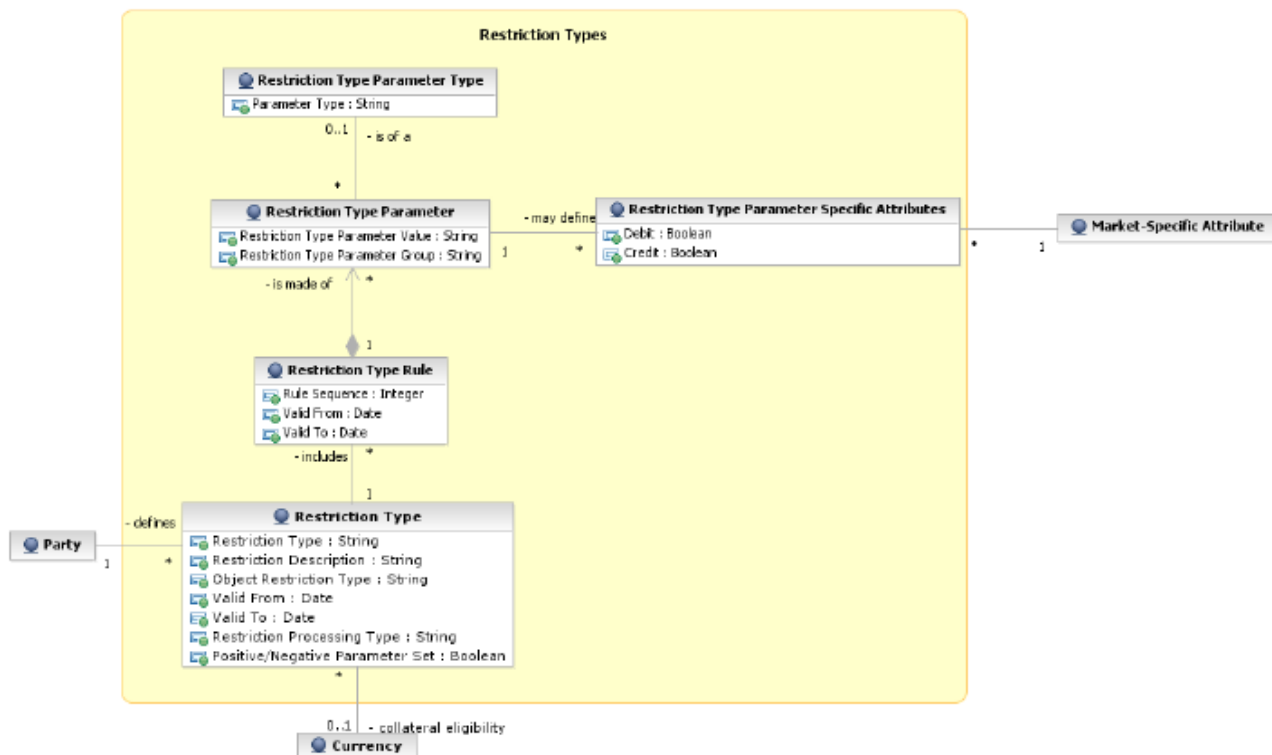 Restriction Types
Restriction Type Parameter Type
Parameter Type : String
0..1
- is of a
*
Restriction Type Parameter
Restriction Type Parameter Value : String
Restriction Type Parameter Group : String
- may define
1
*
Restriction Type Parameter Specific Attributes
Debit : Boolean
Credit : Boolean
*
1
Market-Specific Attribute
- is made of
*
1
Restriction Type Rule
Rule Sequence : Integer
Valid From : Date
Valid To : Date
- includes
*
1
Party
1
- defines
*
Restriction Type
Restriction Type : String
Restriction Description : String
Object Restriction Type : String
Valid From : Date
Valid To : Date
Restriction Processing Type : String
Positive/Negative Parameter Set : Boolean
*
0..1
- collateral eligibility
Currency